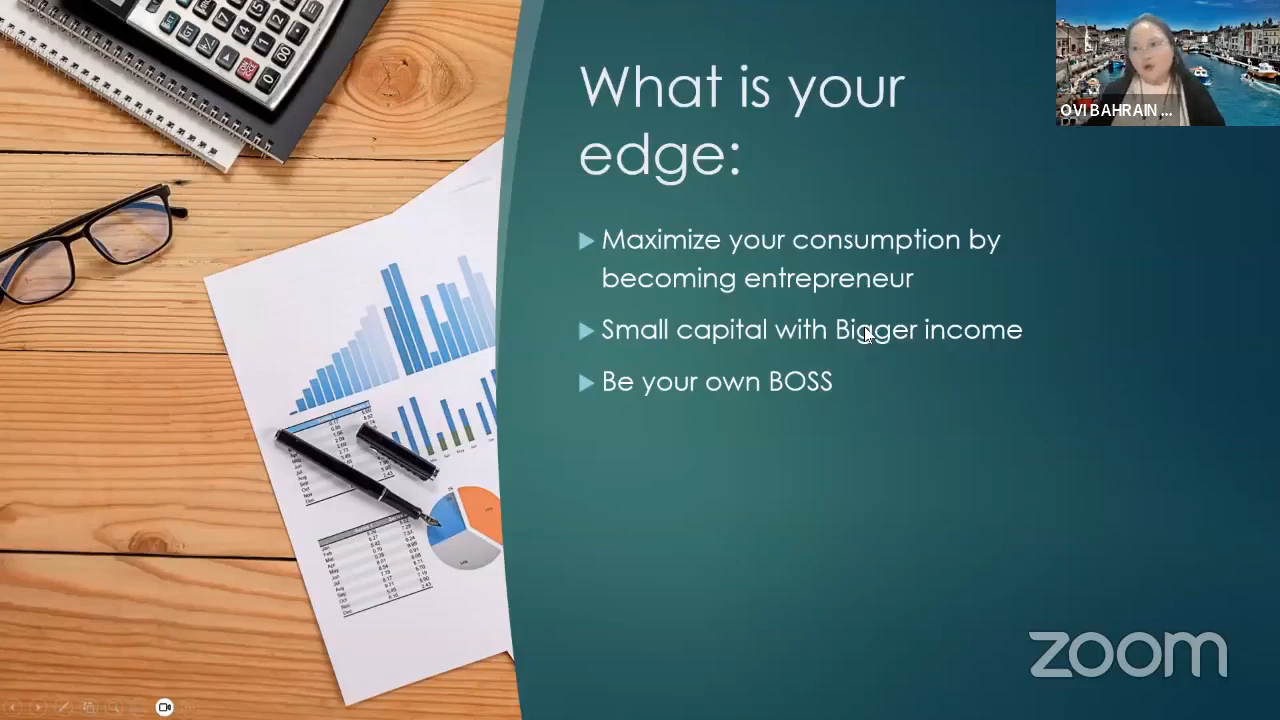 What is your
edge:
Maximize your consumption by
becoming entrepreneur
Small capital with Bigger income
Be your own BOSS
OVI BAHRAIN ...
zoom